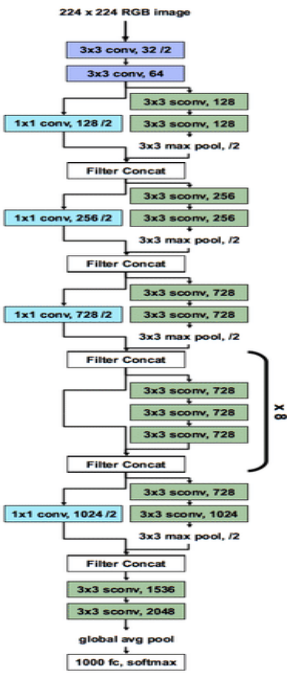 224 x 224 RGB image
3x3 conv, 32 /2
3x3 conv, 64
3x3 sconv, 128
1x1 conv, 128 /2
3x3 sconv, 128
3x3 max pool, /2
Filter Concat
3x3 sconv, 256
1x1 conv, 256 /2
3x3 sconv, 256
3x3 max pool, /2
Filter Concat
3x3 sconv, 728
1x1 conv, 728 /2
3x3 sconv, 728
3x3 max pool, /2
Filter Concat
3x3 sconv, 728
3x3 sconv, 728
x 8
3x3 sconv, 728
Filter Concat
3x3 sconv, 728
1x1 conv, 1024 /2
3x3 sconv, 1024
3x3 max pool, /2
Filter Concat
3x3 sconv, 1536
3x3 sconv, 2048
global avg pool
1000 fc, softmax